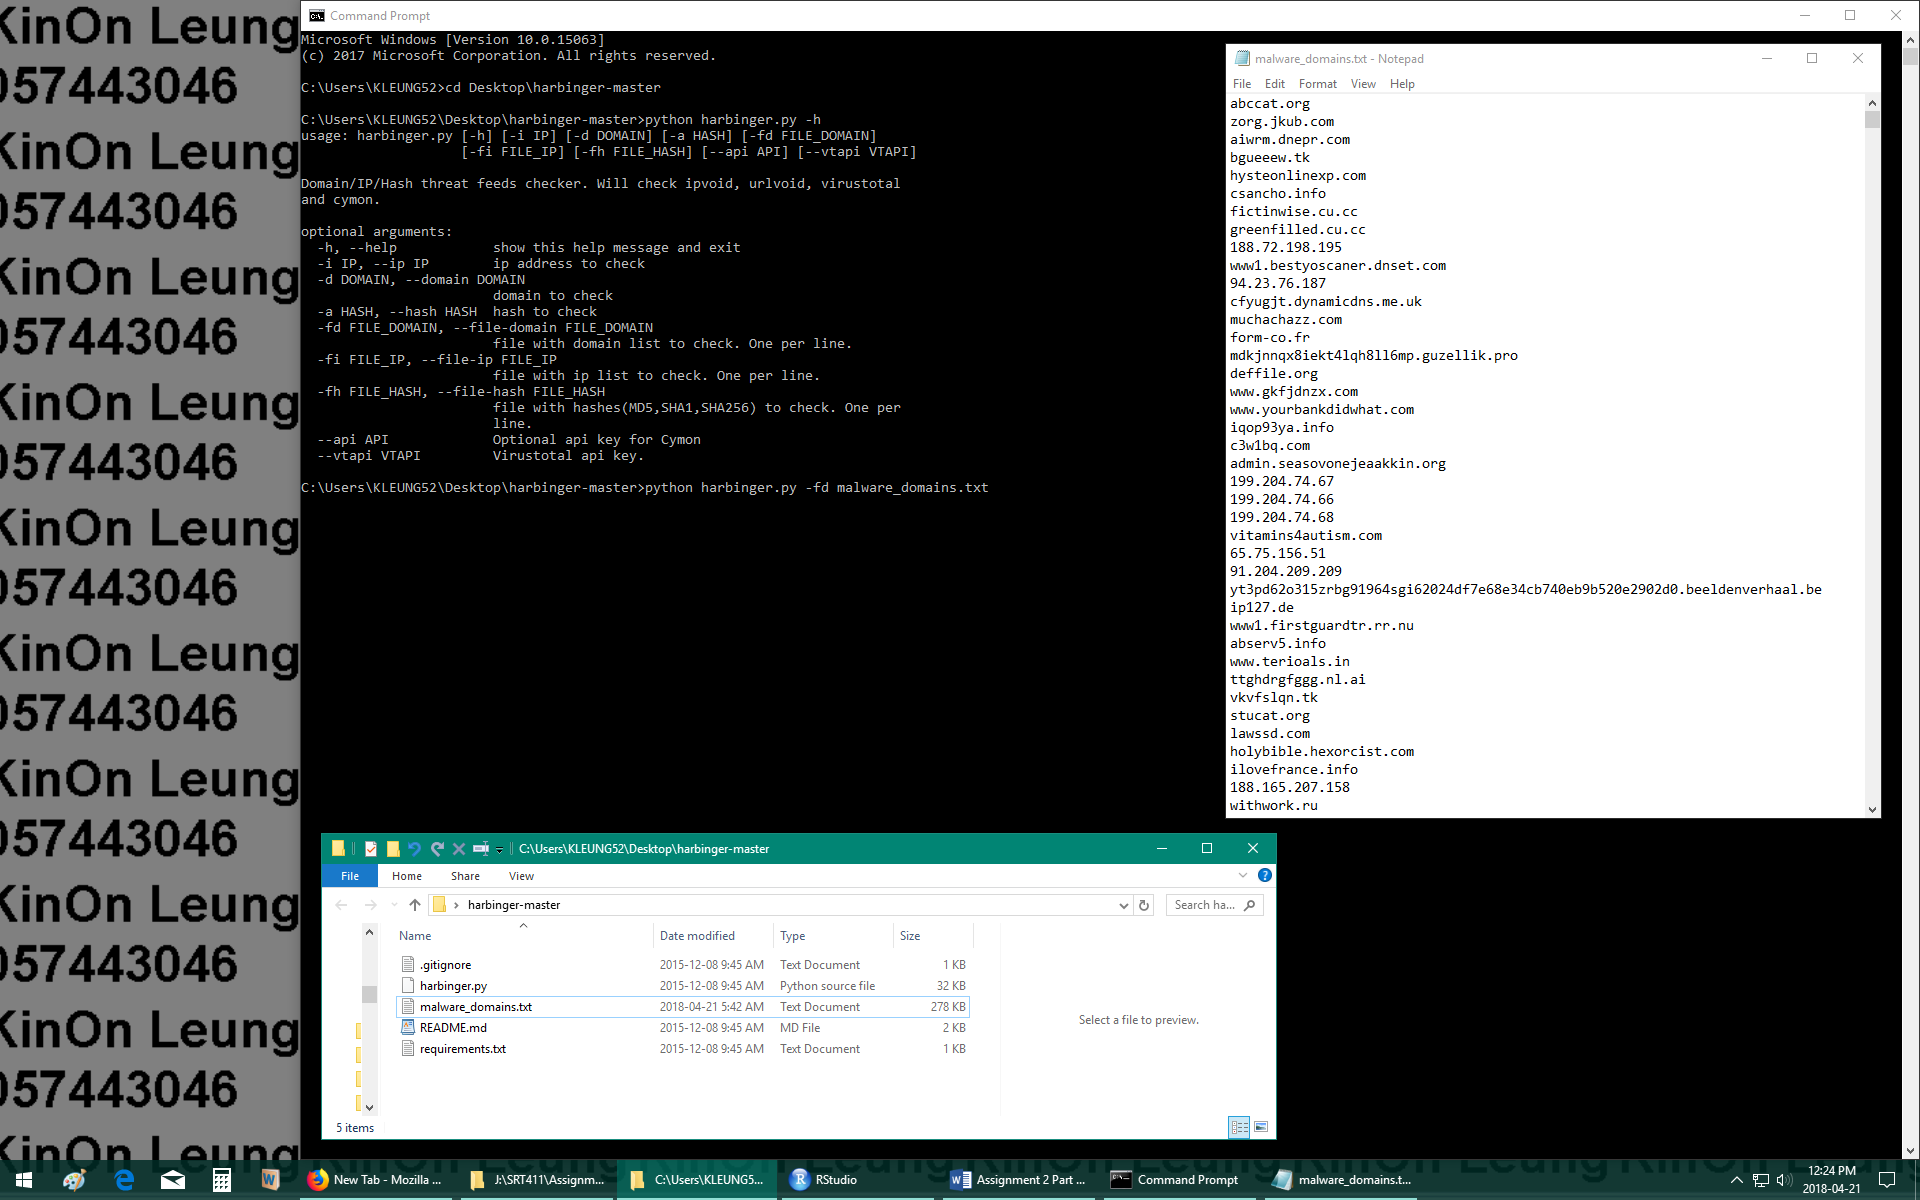 KinOn Leung
057443046
KinOn Leung
057443046
KinOn Leung
057443046
KinOn Leung
057443046
KinOn Leung
057443046
KinOn Leung
057443046
KinOn Leung
057443046
KinOn Leung
057443046
KinOn Leung
057443046
KinOn Leung
Command Prompt
Microsoft Windows [Version 10.0.15063]
(c) 2017 Microsoft Corporation. All rights reserved.
C:\Users\KLEUNG52>cd Desktop\harbinger-master
C:\Users\KLEUNG52\Desktop\harbinger-master>python harbinger.py -h
usage: harbinger.py [-h] [-i IP] [-d DOMAIN] [-a HASH] [-fd FILE_DOMAIN]
[-fi FILE_IP] [-fh FILE_HASH] [--api API] [--vtapi VTAPI]
Domain/IP/Hash threat feeds checker. Will check ipvoid, urlvoid, virustotal
and cymon.
optional arguments:
-h, --help show this help message and exit
-i IP, --ip IP ip address to check
-d DOMAIN, --domain DOMAIN
domain to check
-a HASH, --hash HASH hash to check
-fd FILE_DOMAIN, --file-domain FILE_DOMAIN
file with domain list to check. One per line.
-fi FILE_IP, --file-ip FILE_IP
file with ip list to check. One per line.
-fh FILE_HASH, --file-hash FILE_HASH
file with hashes(MD5,SHA1,SHA256) to check. One per
line.
--api API Optional api key for Cymon
--vtapi VTAPI Virustotal api key.
C:\Users\KLEUNG52\Desktop\harbinger-master>python harbinger.py -fd malware_domains.txt
malware_domains.txt - Notepad
File Edit Format View Help
abccat.org
zorg.jkub.com
aiwrm.dnepr.com
bgueeew.tk
hysteonlinexp.com
csancho.info
fictinwise.cu.cc
greenfilled.cu.cc
188.72.198.195
www1.bestyoscaner.dnset.com
94.23.76.187
cfyugjt.dynamicdns.me.uk
muchachazz.com
form-co.fr
mdkjnnqx8iekt4lqh8ll6mp.guzellik.pro
deffile.org
www.gkfjdnzx.com
www.yourbankdidwhat.com
iqop93ya.info
c3w1bq.com
admin.seasovonejeaakkin.org
199.204.74.67
199.204.74.66
199.204.74.68
vitamins4autism.com
65.75.156.51
91.204.209.209
yt3pd62o315zrbg91964sgi62024df7e68e34cb740eb9b520e2902d0.beeldenverhaal.be
ip127.de
www1.firstguardtr.rr.nu
abserv5.info
www.terioals.in
ttghdrgfggg.nl.ai
vkvfslqn.tk
stucat.org
lawssd.com
holybible.hexorcist.com
ilovefrance.info
188.165.207.158
withwork.ru
C:\Users\KLEUNG52\Desktop\harbinger-master
File Home Share View
harbinger-master
Search ha...
Name Date modified Type Size
.gitignore 2015-12-08 9:45 AM Text Document 1 KB
harbinger.py 2015-12-08 9:45 AM Python source file 32 KB
malware_domains.txt 2018-04-21 5:42 AM Text Document 278 KB
README.md 2015-12-08 9:45 AM MD File 2 KB
requirements.txt 2015-12-08 9:45 AM Text Document 1 KB
Select a file to preview.
5 items
New Tab - Mozilla ... J:\SRT411\Assignm... C:\Users\KLEUNG5... RStudio Assignment 2 Part ... Command Prompt malware_domains.t... 12:24 PM
2018-04-21